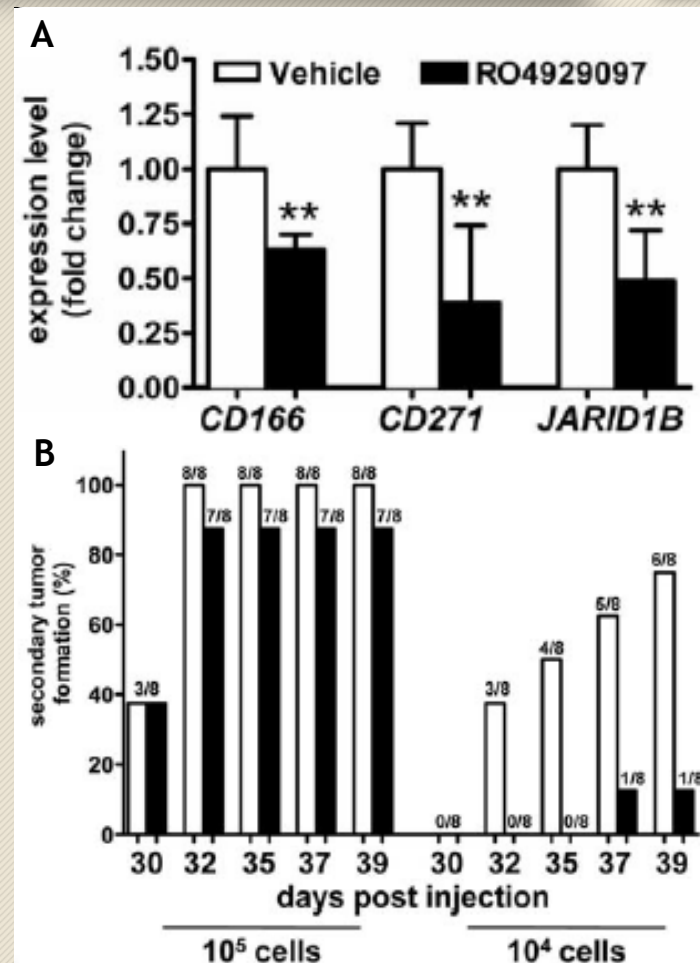 A
1.50
Vehicle RO4929097
1.25
1.00
0.75
0.50
0.25
0.00
expression level
(fold change)
** ** **
CD166 CD271 JARID1B
B
100
80
60
40
20
0
secondary tumor
formation (%)
3/8 8/8 7/8 8/8 7/8 8/8 7/8 8/8 7/8 0/8 3/8 0/8 4/8 0/8 5/8 1/8 6/8 1/8
30 32 35 37 39 30 32 35 37 39
days post injection
10⁵ cells 10⁴ cells